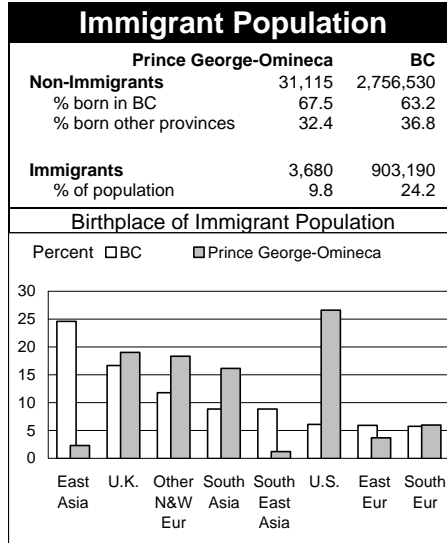 Immigrant Population
Prince George-Omineca BC
Non-Immigrants 31,115 2,756,530
% born in BC 67.5 63.2
% born other provinces 32.4 36.8
Immigrants 3,680 903,190
% of population 9.8 24.2
Birthplace of Immigrant Population
Percent BC Prince George-Omineca
30
25
20
15
10
5
0
East U.K. Other South South U.S. East South
Asia N&W Asia East Eur Eur
Eur Asia